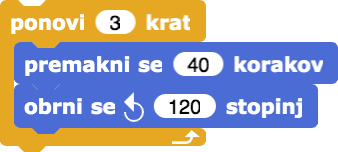 ponovi 3 krat
premakni se 40 korakov
obrni se 120 stopinj